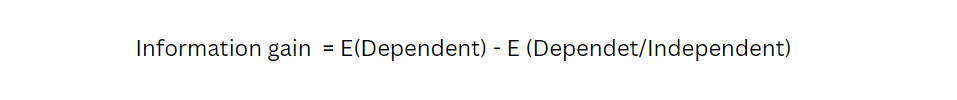 Information gain = E(Dependent) - E (Dependet/Independent)